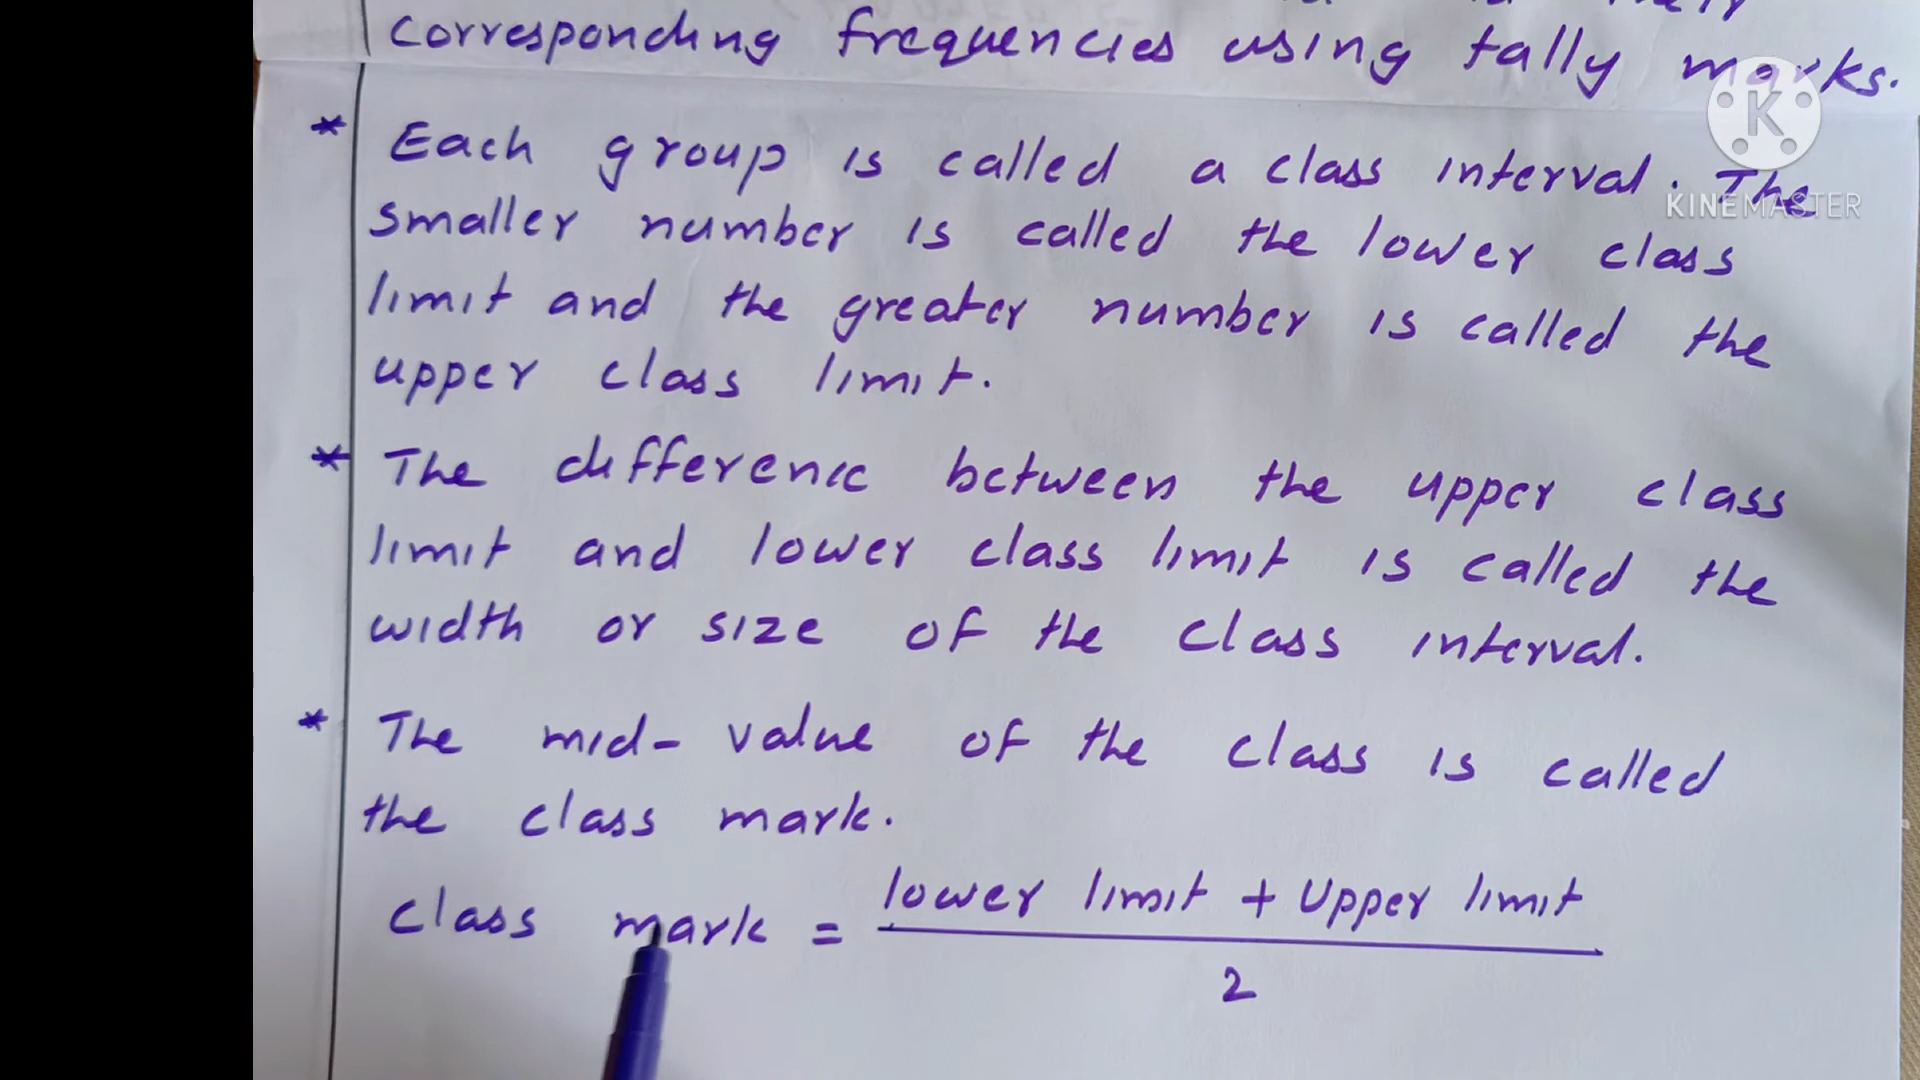 corresponding frequencies using tally marks.
* Each group is called a class interval. The
smaller number is called the lower class
limit and the greater number is called the
upper class limit.
* The difference between the upper class
limit and lower class limit is called the
width or size of the class interval.
* The mid-value of the class is called
the class mark.
class mark = lower limit + Upper limit
2
K
KINEMASTER